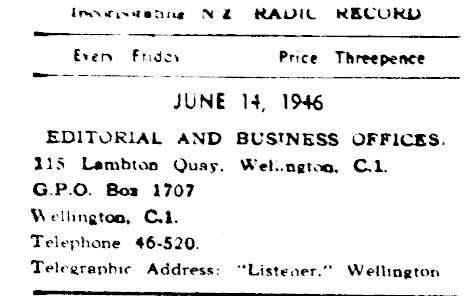 Incorporating N Z RADIO RECORD
Every Friday Price Threepence
JUNE 14, 1946
EDITORIAL AND BUSINESS OFFICES.
115 Lambton Quay, Wellington, C.1.
G.P.O. Box 1707
Wellington, C.1.
Telephone 46-520.
Telegraphic Address: "Listener," Wellington